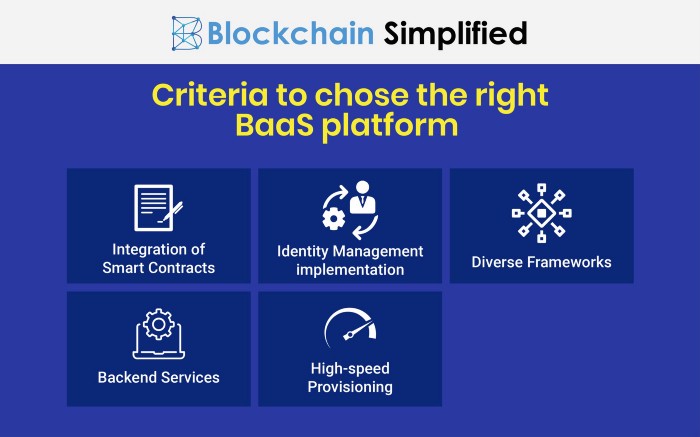 Blockchain Simplified
Criteria to chose the right
BaaS platform
Integration of
Smart Contracts
Identity Management
implementation
Diverse Frameworks
Backend Services
High-speed
Provisioning